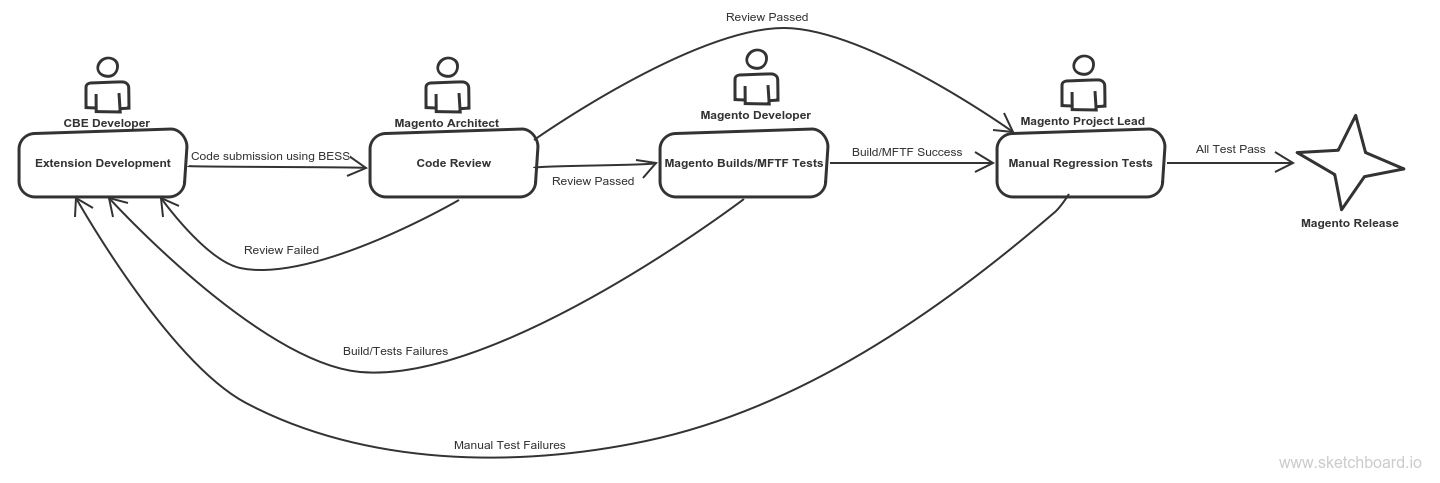 Review Passed
CBE Developer
Magento Architect
Magento Developer
Magento Project Lead
Extension Development
Code submission using BESS
Code Review
Review Passed
Magento Builds/MFTF Tests
Build/MFTF Success
Manual Regression Tests
All Test Pass
Magento Release
Review Failed
Build/Tests Failures
Manual Test Failures
www.sketchboard.io